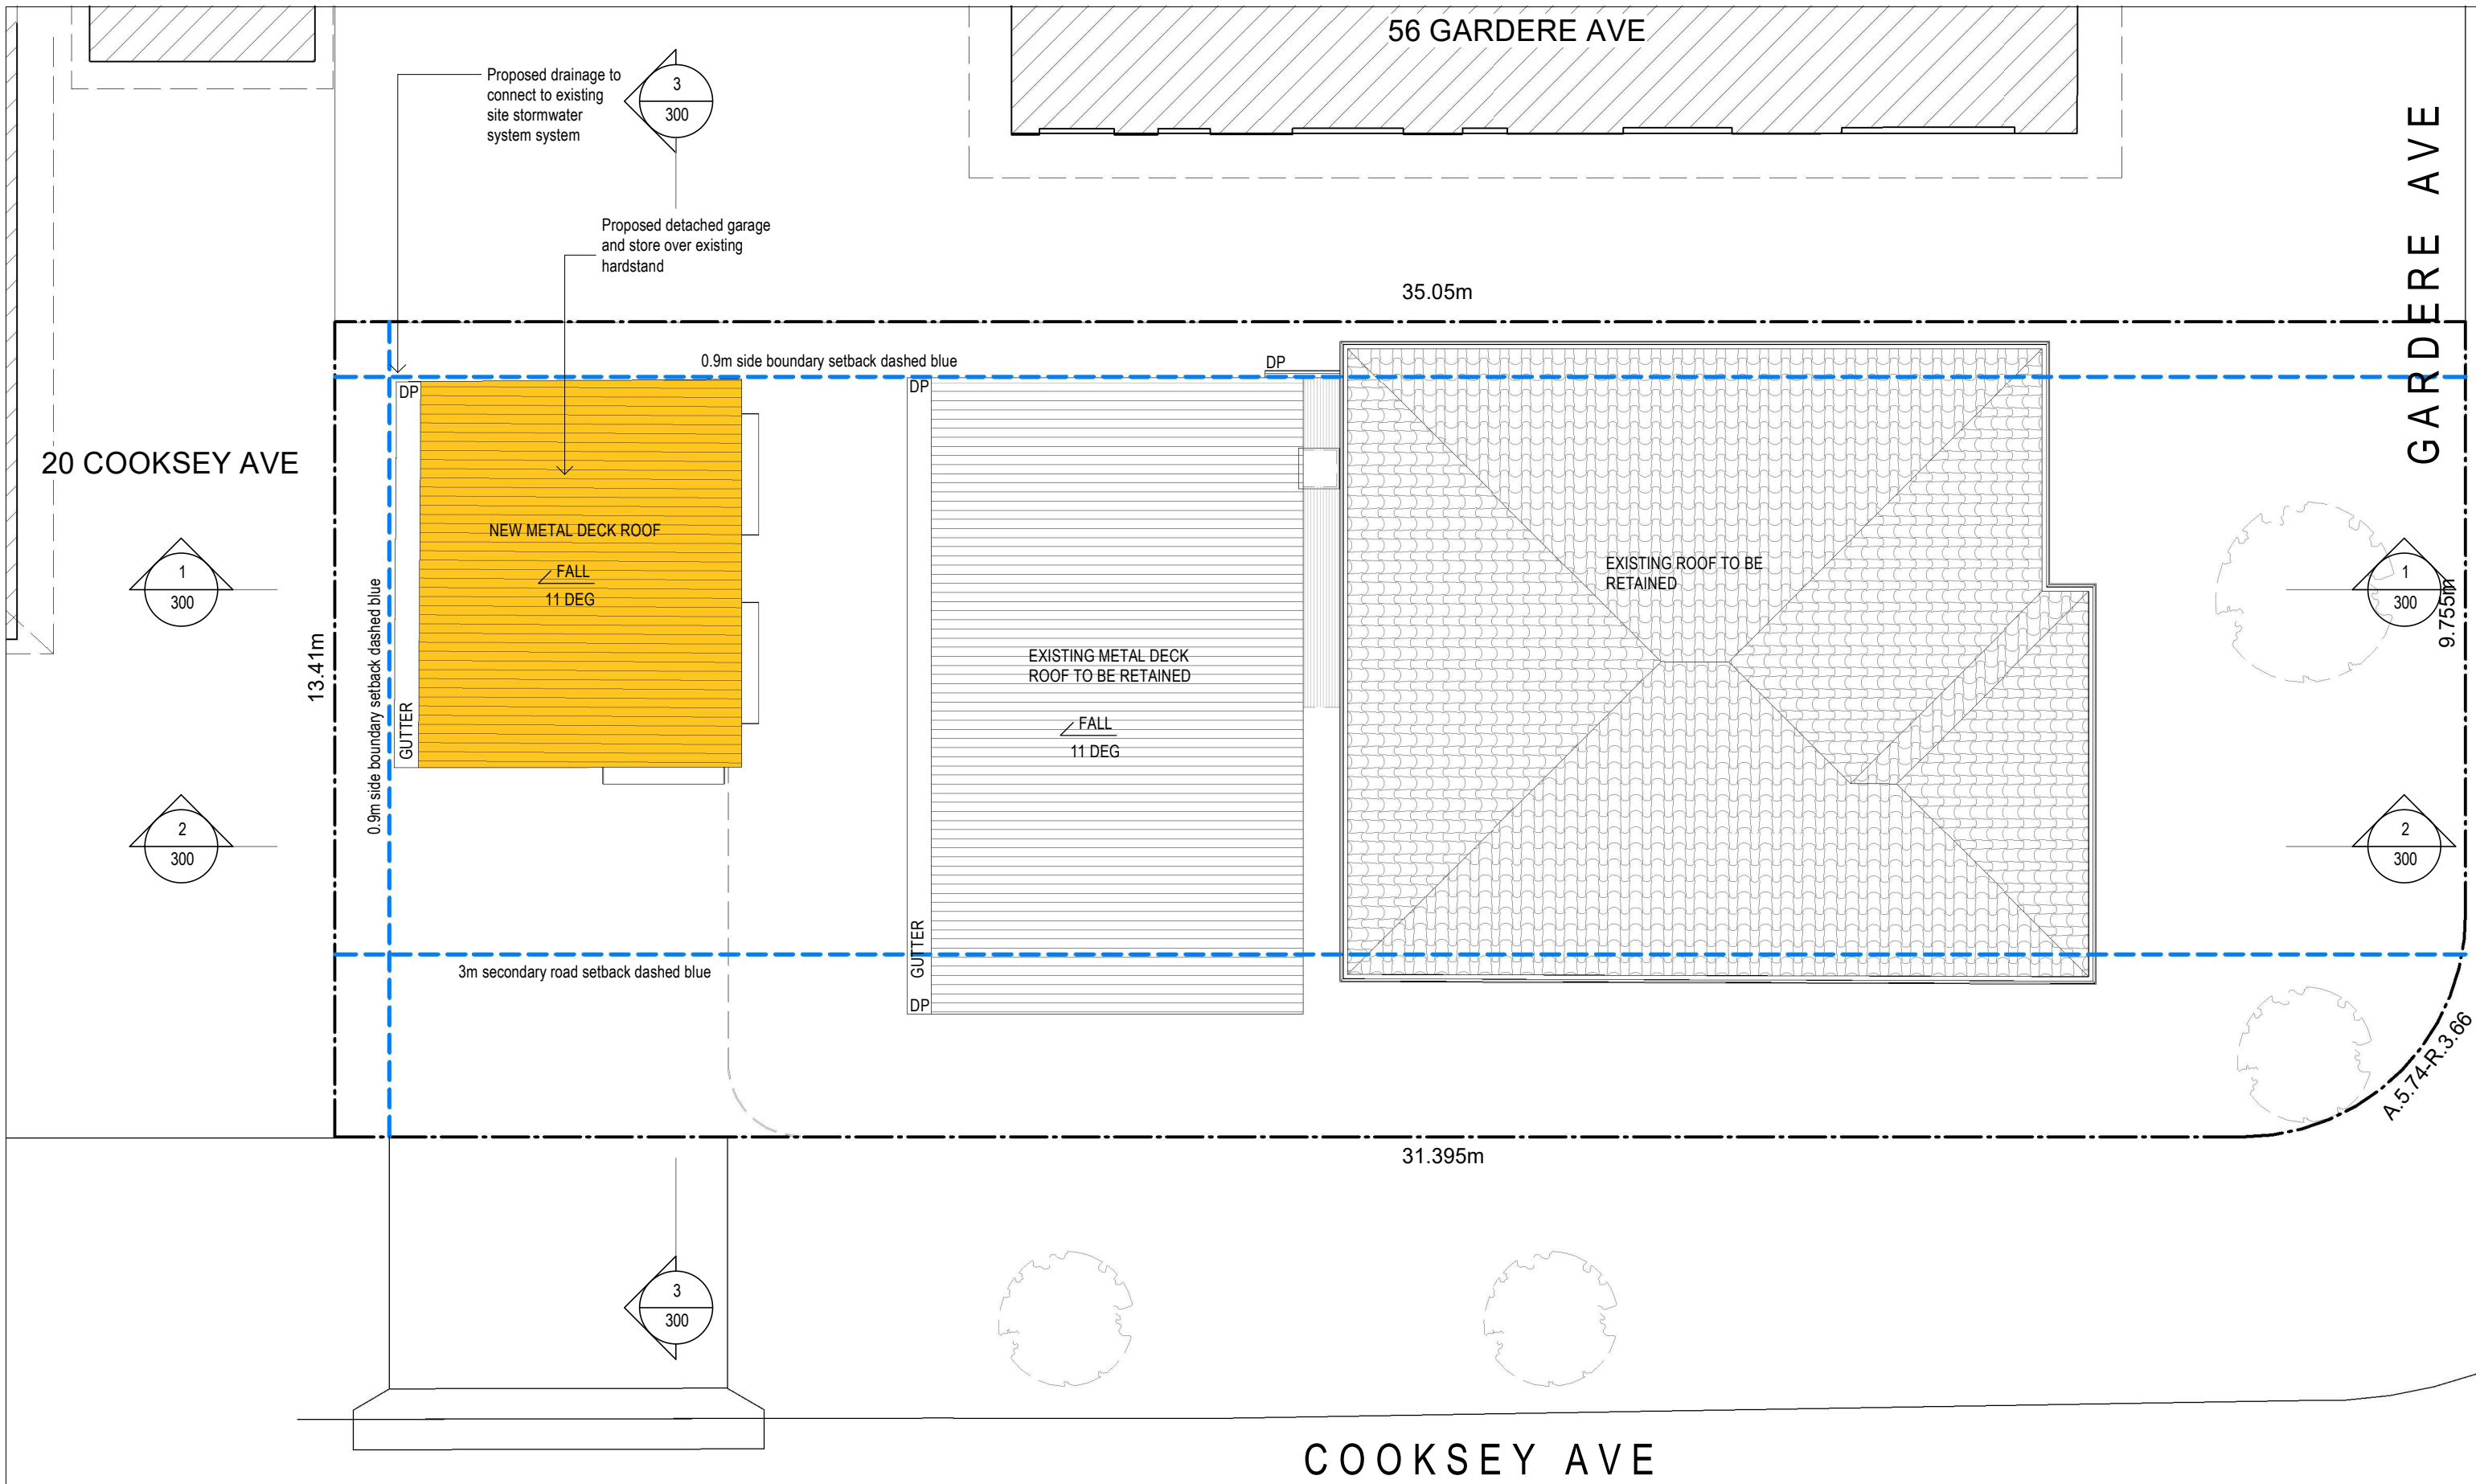 56 GARDERE AVE
Proposed drainage to
connect to existing
site stormwater
system system
3
300
GARDERE AVE
Proposed detached garage
and store over existing
hardstand
35.05m
0.9m side boundary setback dashed blue
DP
DP
DP
20 COOKSEY AVE
NEW METAL DECK ROOF
FALL
11 DEG
EXISTING ROOF TO BE
RETAINED
1
300
1
300
9.755m
13.41m
0.9m side boundary setback dashed blue
GUTTER
EXISTING METAL DECK
ROOF TO BE RETAINED
FALL
11 DEG
2
300
2
300
GUTTER
3m secondary road setback dashed blue
DP
A.5.74-R.3.66
31.395m
3
300
COOKSEY AVE